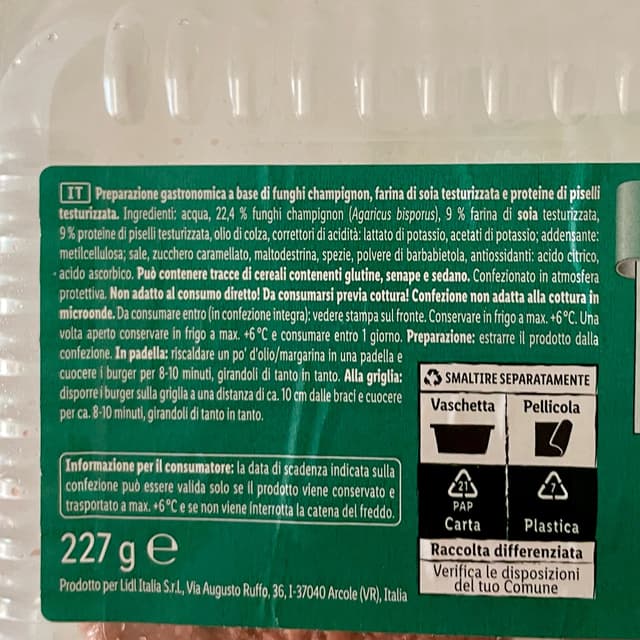 IT Preparazione gastronomica a base di funghi champignon, farina di soia testurizzata e proteine di piselli
testurizzata. Ingredienti: acqua, 22,4 % funghi champignon (Agaricus bisporus), 9 % farina di soia testurizzata,
9 % proteine di piselli testurizzata, olio di colza, correttori di acidità: lattato di potassio, acetati di potassio; addensante:
metilcellulosa; sale, zucchero caramellato, maltodestrina, spezie, polvere di barbabietola, antiossidanti: acido citrico,
acido ascorbico. Può contenere tracce di cereali contenenti glutine, senape e sedano. Confezionato in atmosfera
protettiva. Non adatto al consumo diretto! Da consumarsi previa cottura! Confezione non adatta alla cottura in
microonde. Da consumare entro (in confezione integra): vedere stampa sul fronte. Conservare in frigo a max. +6°C. Una
volta aperto conservare in frigo a max. +6°C e consumare entro 1 giorno. Preparazione: estrarre il prodotto dalla
confezione. In padella: riscaldare un po' d'olio/margarina in una padella e
cuocere i burger per 8-10 minuti, girandoli di tanto in tanto. Alla griglia:
disporre i burger sulla griglia a una distanza di ca. 10 cm dalle braci e cuocere
per ca. 8-10 minuti, girandoli di tanto in tanto.
SMALTIRE SEPARATAMENTE
Vaschetta Pellicola
21 7
PAP
Carta Plastica
Raccolta differenziata
Verifica le disposizioni
del tuo Comune
Informazione per il consumatore: la data di scadenza indicata sulla
confezione può essere valida solo se il prodotto viene conservato e
trasportato a max. +6°C e se non viene interrotta la catena del freddo.
227 g e
Prodotto per Lidl Italia S.r.l., Via Augusto Ruffo, 36, I-37040 Arcole (VR), Italia